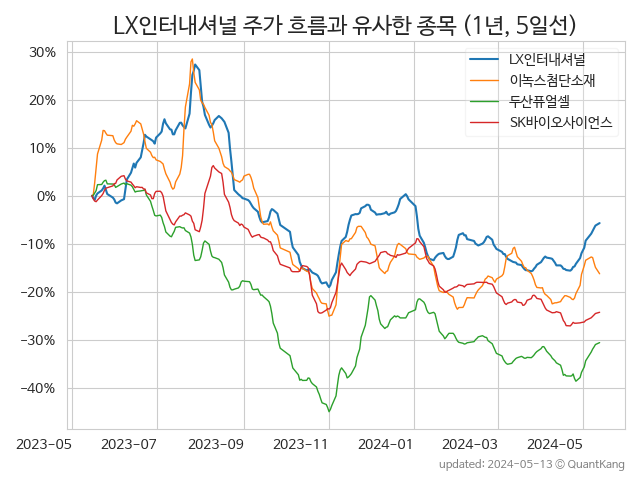 LX인터내셔널 주가 흐름과 유사한 종목 (1년, 5일선)
30%
20%
10%
0%
−10%
−20%
−30%
−40%
LX인터내셔널
이녹스첨단소재
두산퓨얼셀
SK바이오사이언스
2023-05
2023-07
2023-09
2023-11
2024-01
2024-03
2024-05
updated: 2024-05-13 © QuantKang